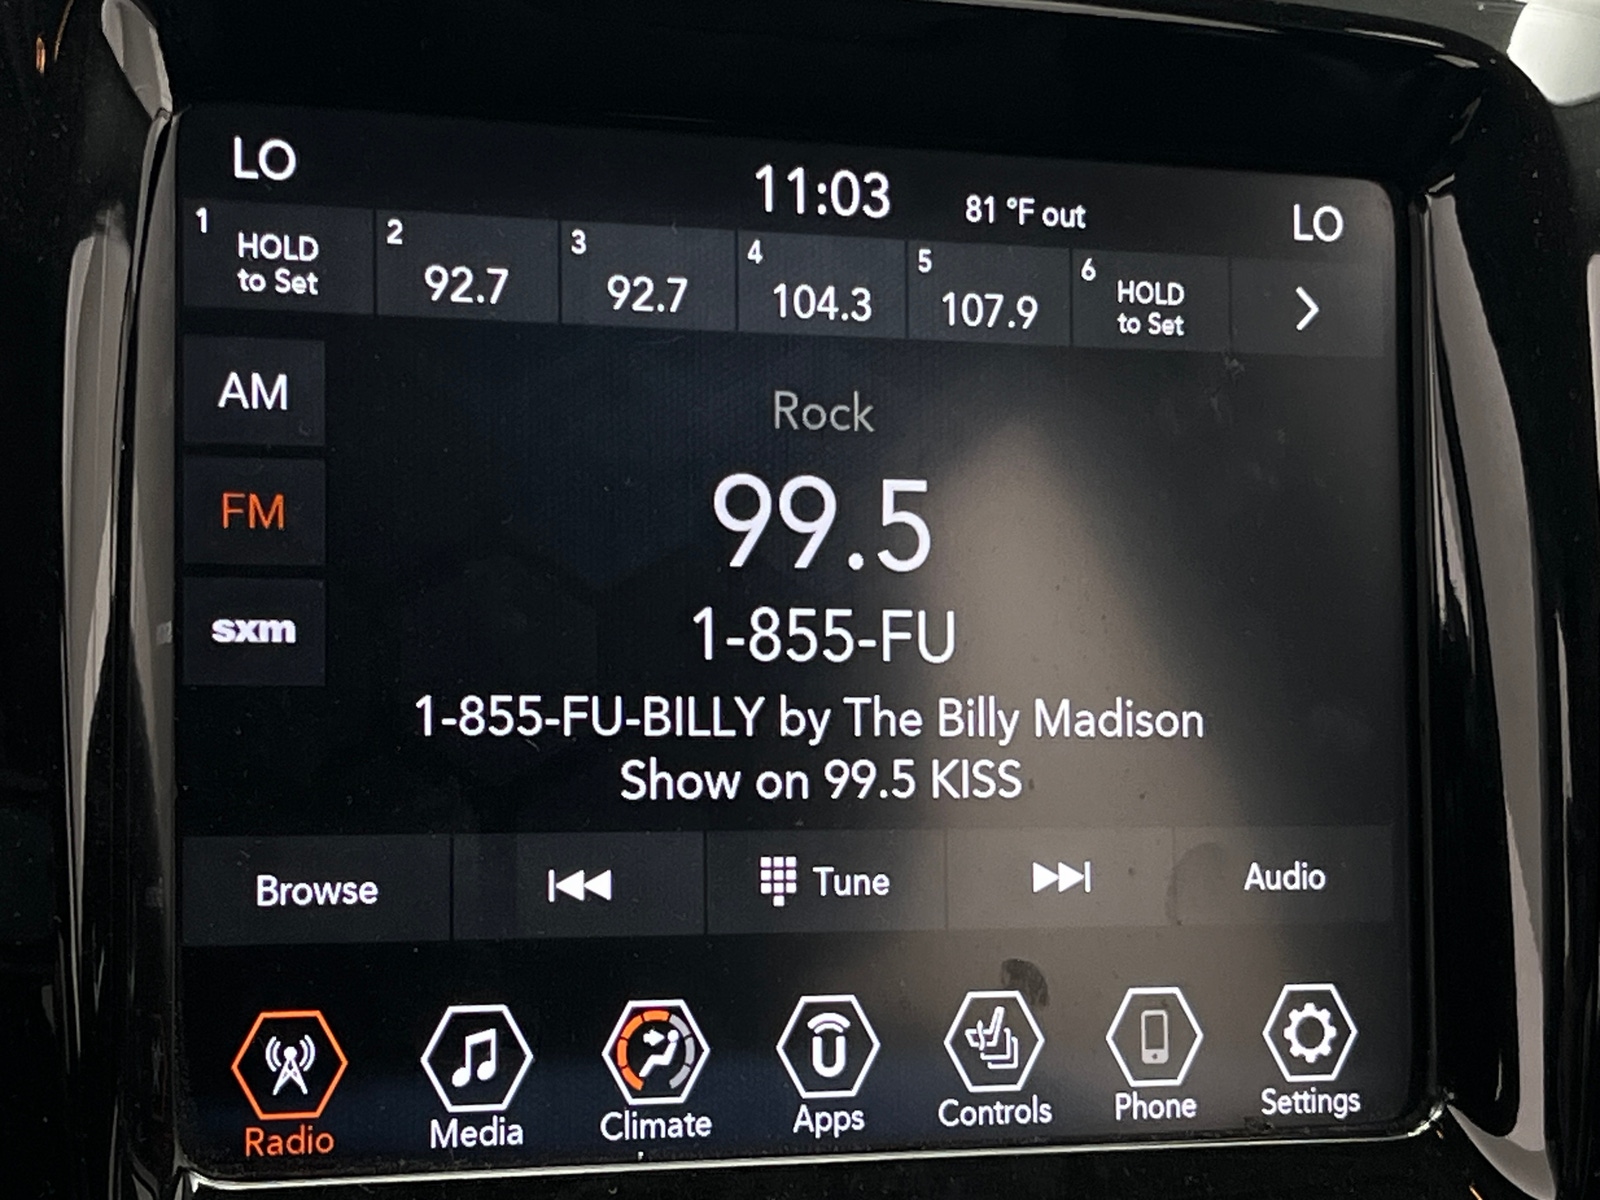 LO 11:03 81 °F out LO
1 HOLD to Set 2 92.7 3 92.7 4 104.3 5 107.9 6 HOLD to Set
AM
Rock
FM
99.5
sxm
1-855-FU
1-855-FU-BILLY by The Billy Madison
Show on 99.5 KISS
Browse Tune Audio
Radio Media Climate Apps Controls Phone Settings